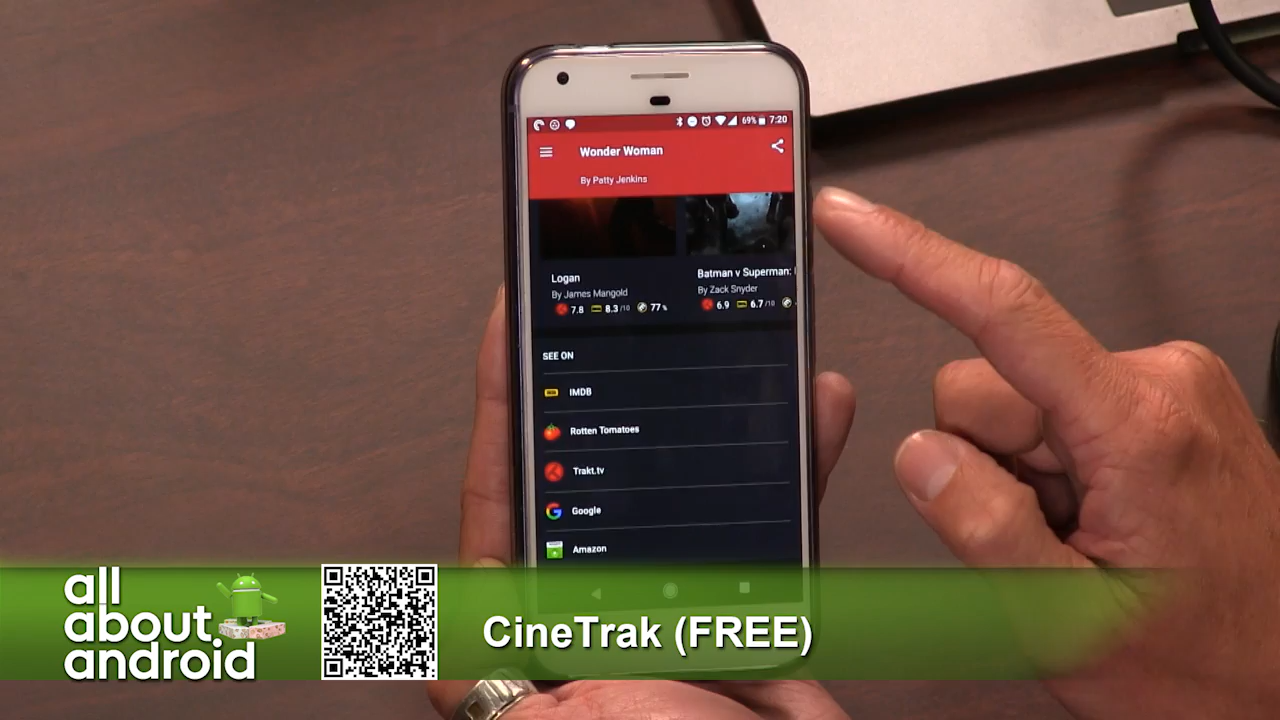 69% 7:20
Wonder Woman
By Patty Jenkins
Logan
By James Mangold
7.8 8.3/10 77%
Batman v Superman:
By Zack Snyder
6.9 6.7/10
SEE ON
IMDB
Rotten Tomatoes
Trakt.tv
Google
Amazon
all
about
android
CineTrak (FREE)